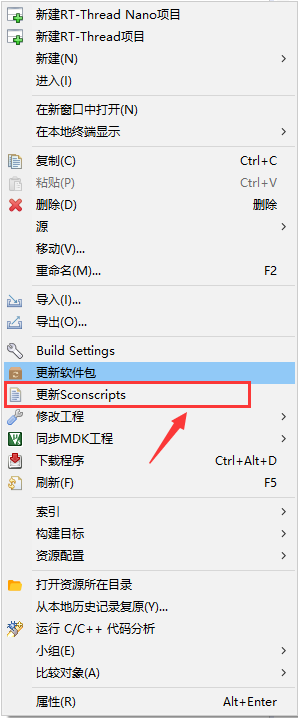 新建RT-Thread Nano项目
新建RT-Thread项目
新建(N)
进入(I)
在新窗口中打开(N)
在本地终端显示
复制(C) Ctrl+C
粘贴(P) Ctrl+V
删除(D) 删除
源
移动(V)...
重命名(M)... F2
导入(I)...
导出(O)...
Build Settings
更新软件包
更新Sconscripts
修改工程
同步MDK工程
下载程序 Ctrl+Alt+D
刷新(F) F5
索引
构建目标
资源配置
打开资源所在目录
从本地历史记录复原(Y)...
运行 C/C++ 代码分析
小组(E)
比较对象(A)
属性(R) Alt+Enter